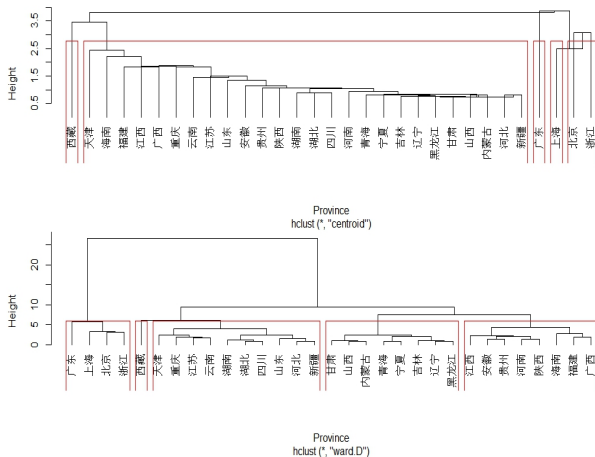 3.5
2.5
1.5
0.5
Height
西藏 天津 海南 福建 江西 广西 重庆 云南 江苏 山东 安徽 贵州 陕西 湖南 湖北 四川 河南 青海 宁夏 吉林 辽宁 黑龙江 甘肃 山西 内蒙古 河北 新疆 广东 上海 北京 浙江
Province
hclust (*, "centroid")
20
10
5
0
Height
广东 上海 北京 浙江 西藏 天津 重庆 江苏 云南 湖南 湖北 四川 山东 河北 新疆 甘肃 山西 内蒙古 青海 宁夏 吉林 辽宁 黑龙江 江西 安徽 贵州 河南 陕西 海南 福建 广西
Province
hclust (*, "ward.D")